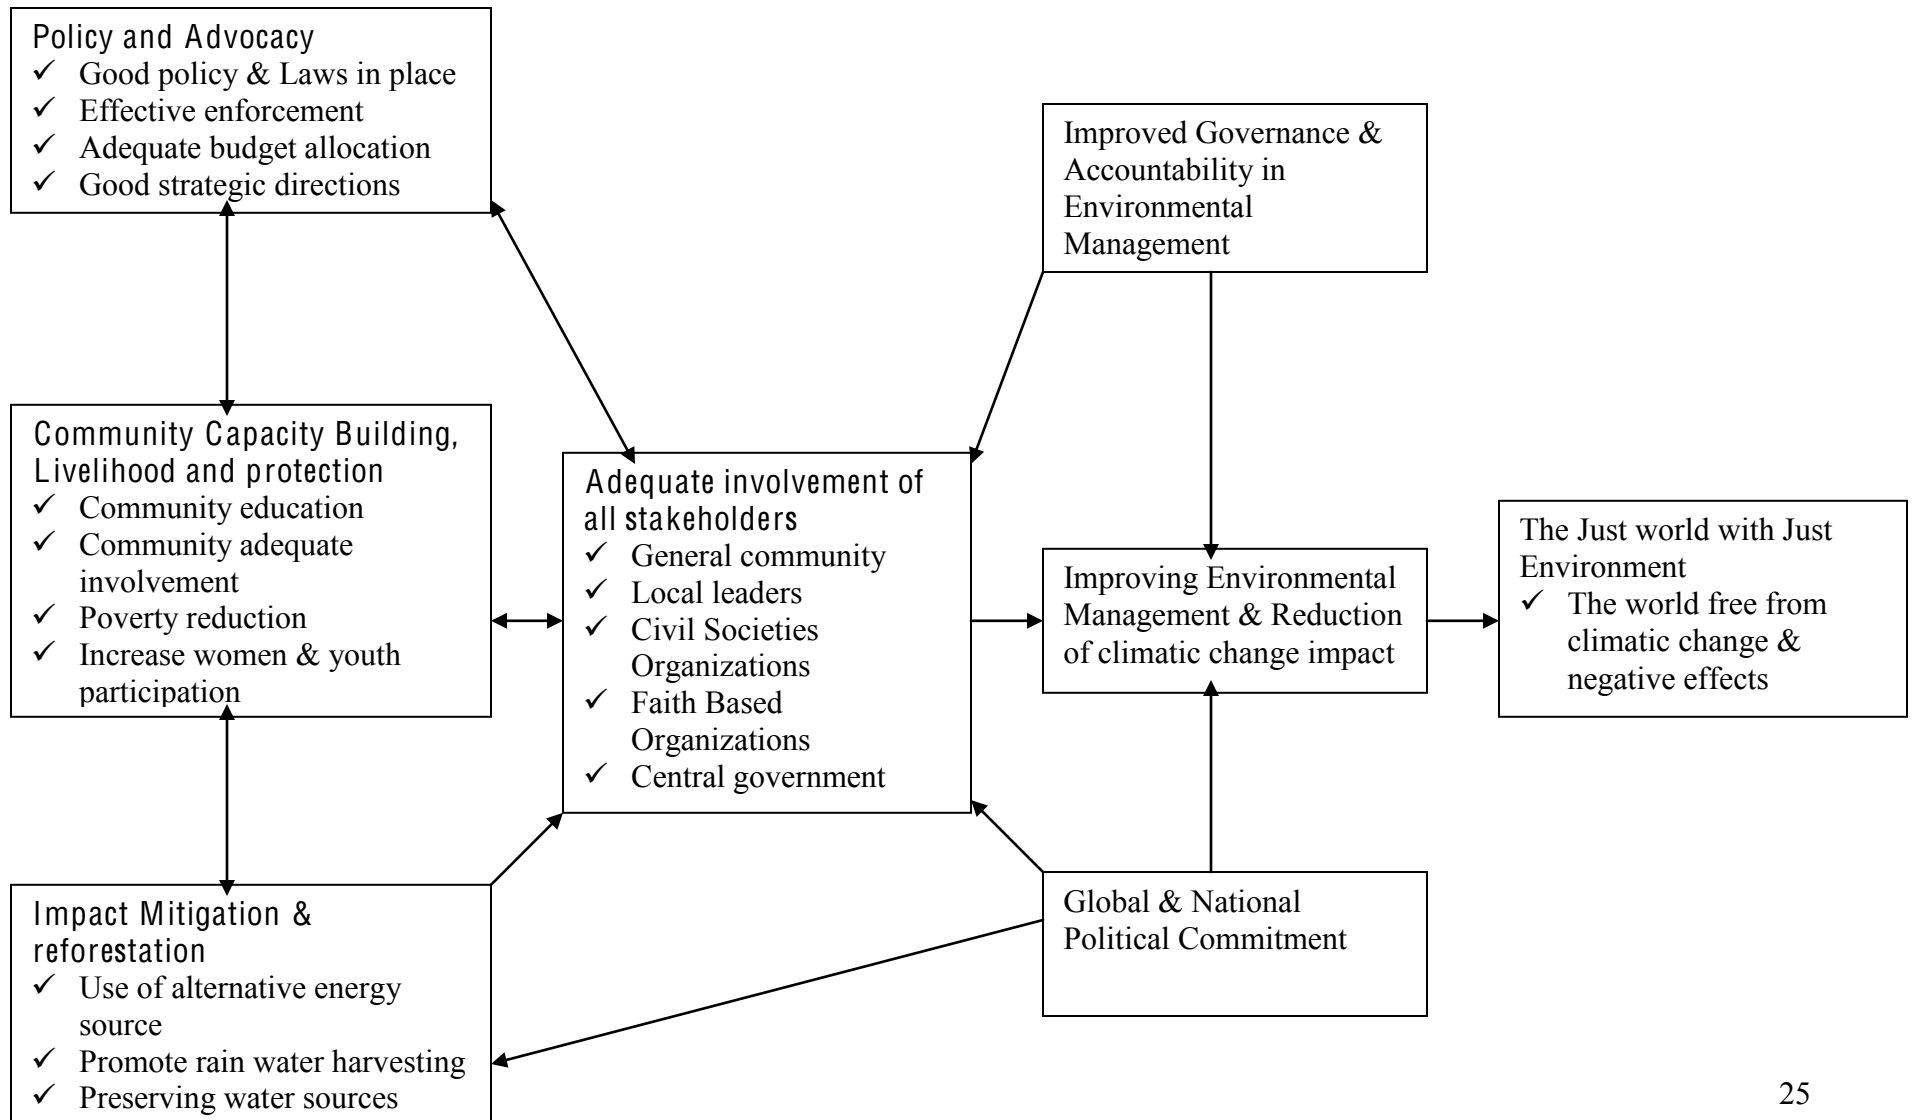 Policy and Advocacy
✓ Good policy & Laws in place
✓ Effective enforcement
✓ Adequate budget allocation
✓ Good strategic directions
Community Capacity Building,
Livelihood and protection
✓ Community education
✓ Community adequate
involvement
✓ Poverty reduction
✓ Increase women & youth
participation
Impact Mitigation &
reforestation
✓ Use of alternative energy
source
✓ Promote rain water harvesting
✓ Preserving water sources
Adequate involvement of
all stakeholders
✓ General community
✓ Local leaders
✓ Civil Societies
Organizations
✓ Faith Based
Organizations
✓ Central government
Improved Governance &
Accountability in
Environmental
Management
Improving Environmental
Management & Reduction
of climatic change impact
Global & National
Political Commitment
The Just world with Just
Environment
✓ The world free from
climatic change &
negative effects
25